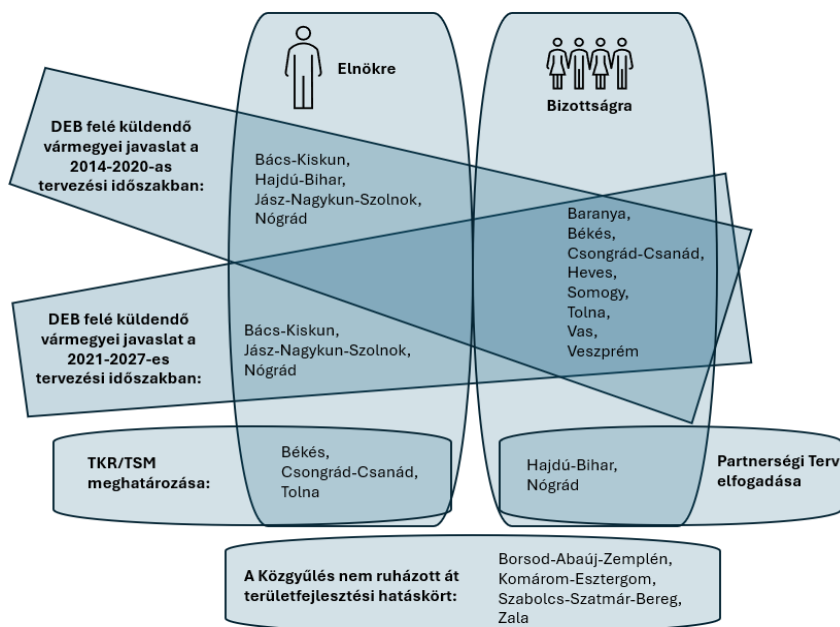 Elnökre
Bizottságra
DEB felé küldendő
vármegyei javaslat a
2014-2020-as
tervezési időszakban:
Bács-Kiskun,
Hajdú-Bihar,
Jász-Nagykun-Szolnok,
Nógrád
Baranya,
Békés,
Csongrád-Csanád,
Heves,
Somogy,
Tolna,
Vas,
Veszprém
DEB felé küldendő
vármegyei javaslat a
2021-2027-es
tervezési időszakban:
Bács-Kiskun,
Jász-Nagykun-Szolnok,
Nógrád
TKR/TSM
meghatározása:
Békés,
Csongrád-Csanád,
Tolna
Hajdú-Bihar,
Nógrád
Partnerségi Terv
elfogadása
A Közgyűlés nem ruházott át
területfejlesztési hatáskört:
Borsod-Abaúj-Zemplén,
Komárom-Esztergom,
Szabolcs-Szatmár-Bereg,
Zala